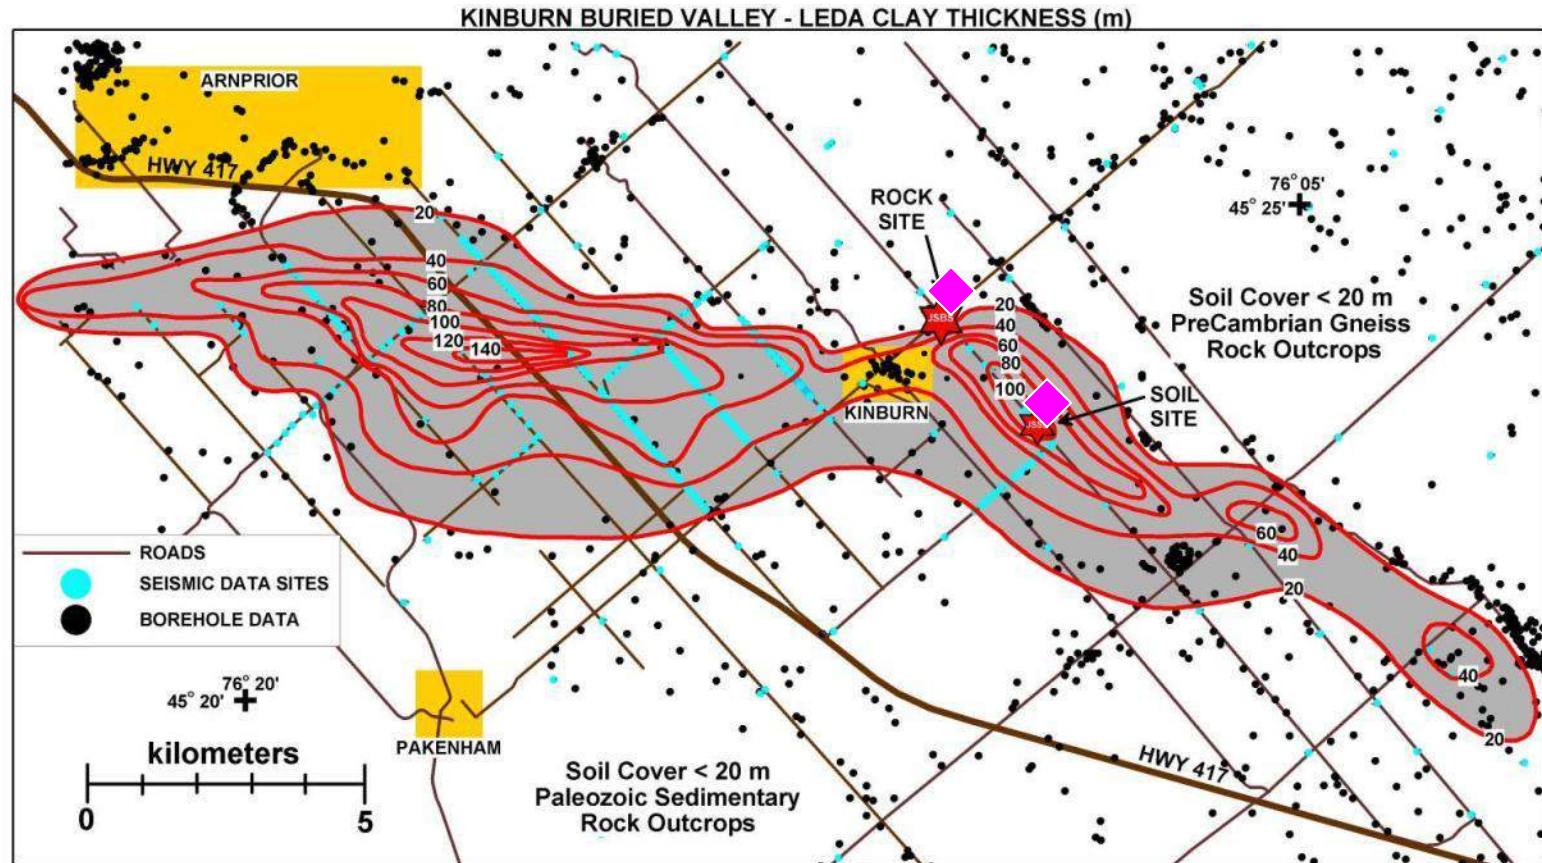 KINBURN BURIED VALLEY - LEDA CLAY THICKNESS (m)
ARNPRIOR
HWY 417
20
40
60
80
100
120
140
ROCK
SITE
76° 05'
45° 25'
JSBS
20
40
60
80
100
Soil Cover < 20 m
PreCambrian Gneiss
Rock Outcrops
KINBURN
SOIL
SITE
60
40
20
ROADS
SEISMIC DATA SITES
BOREHOLE DATA
40
20
76° 20'
45° 20'
PAKENHAM
kilometers
0
5
Soil Cover < 20 m
Paleozoic Sedimentary
Rock Outcrops
HWY 417